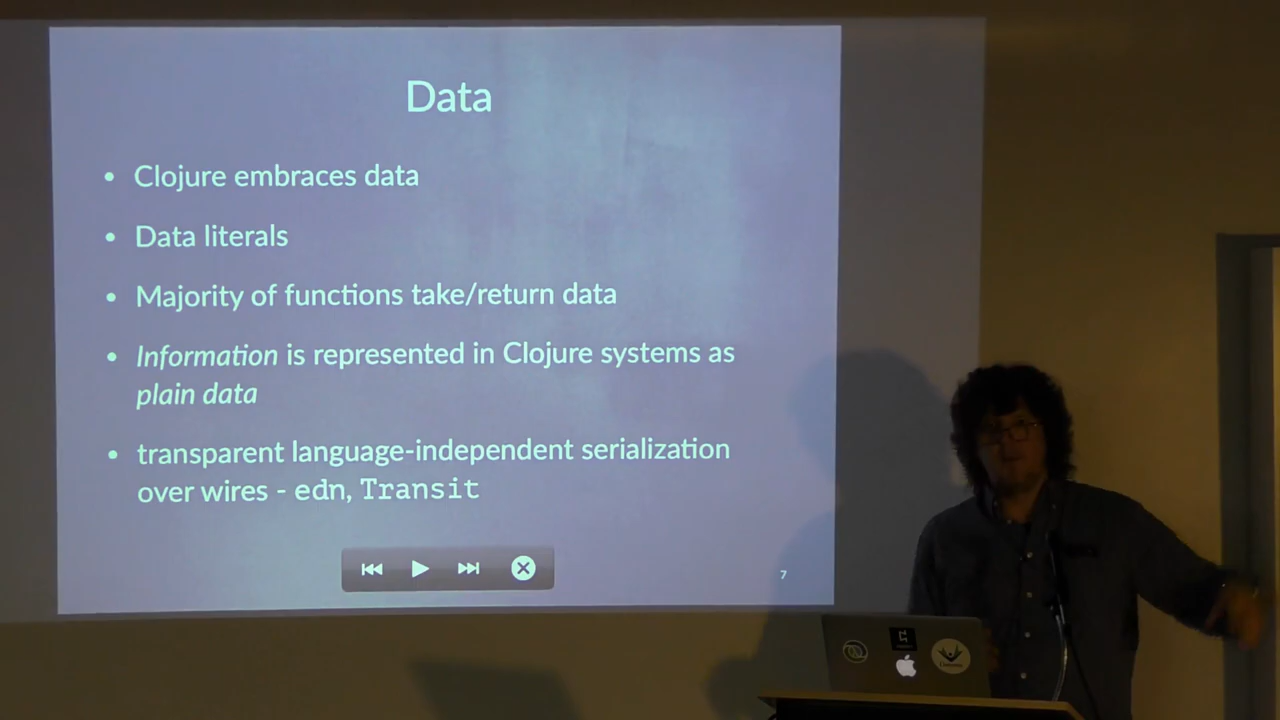 Data
• Clojure embraces data
• Data literals
• Majority of functions take/return data
• Information is represented in Clojure systems as
plain data
• transparent language-independent serialization
over wires - edn, Transit
7